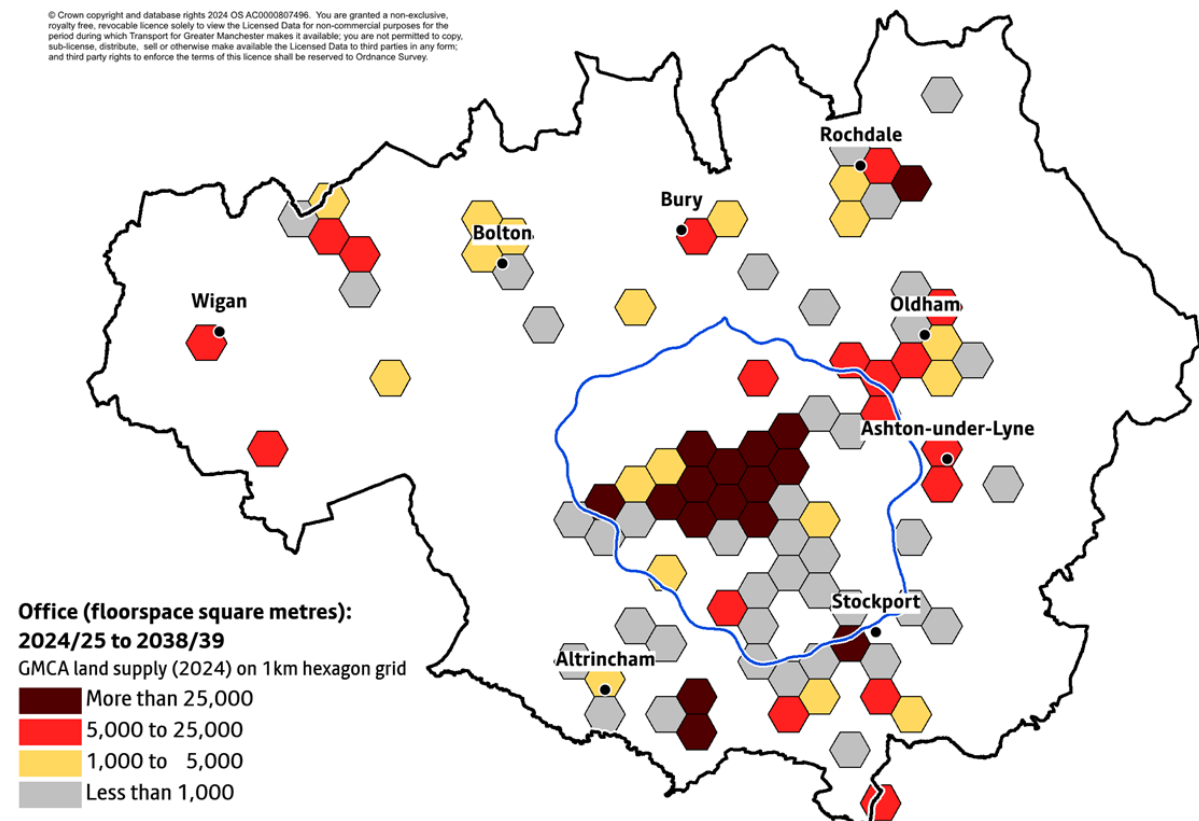 © Crown copyright and database rights 2024 OS AC0000807496. You are granted a non-exclusive,
royalty free, revocable licence solely to view the Licensed Data for non-commercial purposes for the
period during which Transport for Greater Manchester makes it available; you are not permitted to copy,
sub-license, distribute, sell or otherwise make available the Licensed Data to third parties in any form;
and third party rights to enforce the terms of this licence shall be reserved to Ordnance Survey.
Rochdale
Bury
Bolton
Wigan
Oldham
Ashton-under-Lyne
Stockport
Altrincham
Office (floorspace square metres):
2024/25 to 2038/39
GMCA land supply (2024) on 1km hexagon grid
More than 25,000
5,000 to 25,000
1,000 to 5,000
Less than 1,000